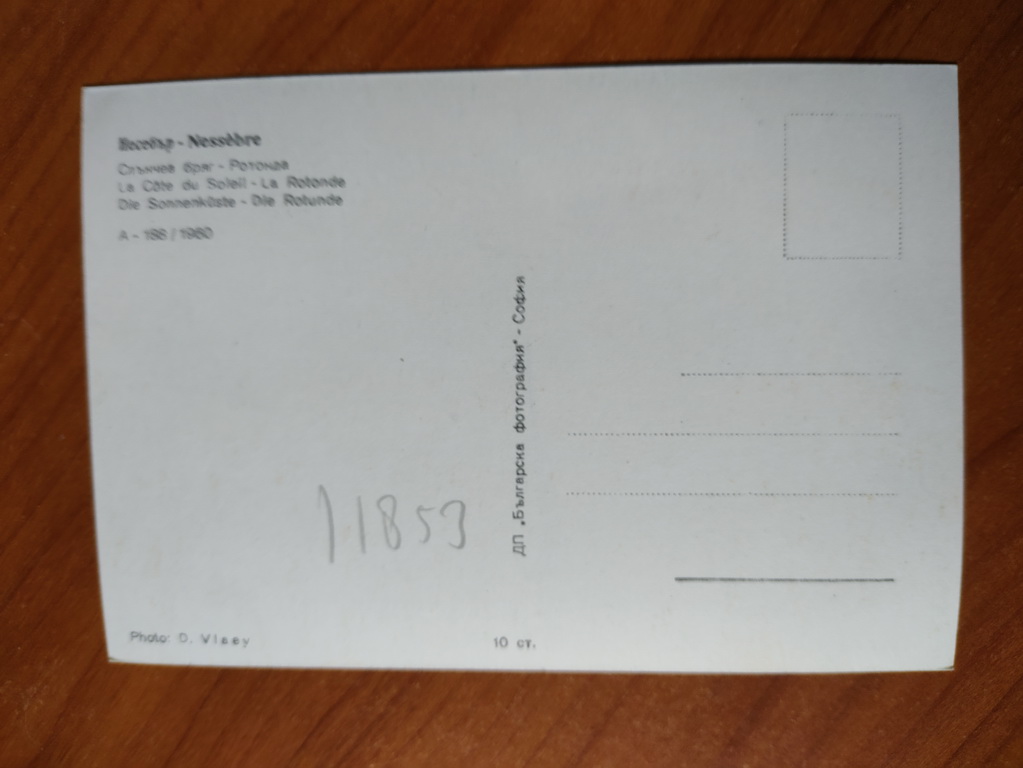 Несебър - Nessèbre
Слънчев бряг - Ротонда
La Côte du Soleil - La Rotonde
Die Sonnenküste - Die Rotunde
A - 186 / 1960
ДП „Българска фотография" - София
11853
Photo: D. Vlaev
10 ст.